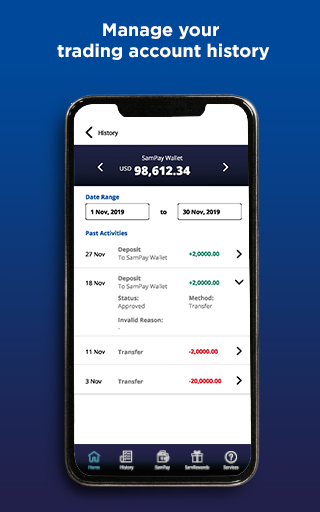 Manage your
trading account history
History
SamPay Wallet
USD 98,612.34
Date Range
1 Nov, 2019 to 30 Nov, 2019
Past Activities
27 Nov Deposit +2,0000.00
To SamPay Wallet
18 Nov Deposit +2,0000.00
To SamPay Wallet
Status: Method:
Approved Transfer
Invalid Reason:
-
11 Nov Transfer -2,0000.00
3 Nov Transfer -20,0000.00
Home History SamPay SamRewards Services